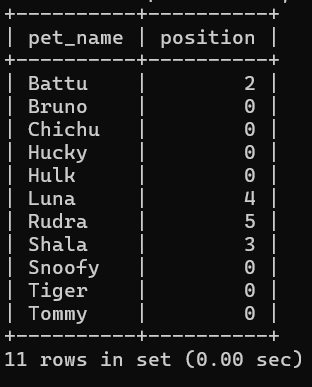 +----------+----------+
| pet_name | position |
+----------+----------+
| Battu    |        2 |
| Bruno    |        0 |
| Chichu   |        0 |
| Hucky    |        0 |
| Hulk     |        0 |
| Luna     |        4 |
| Rudra    |        5 |
| Shala    |        3 |
| Snoofy   |        0 |
| Tiger    |        0 |
| Tommy    |        0 |
+----------+----------+
11 rows in set (0.00 sec)